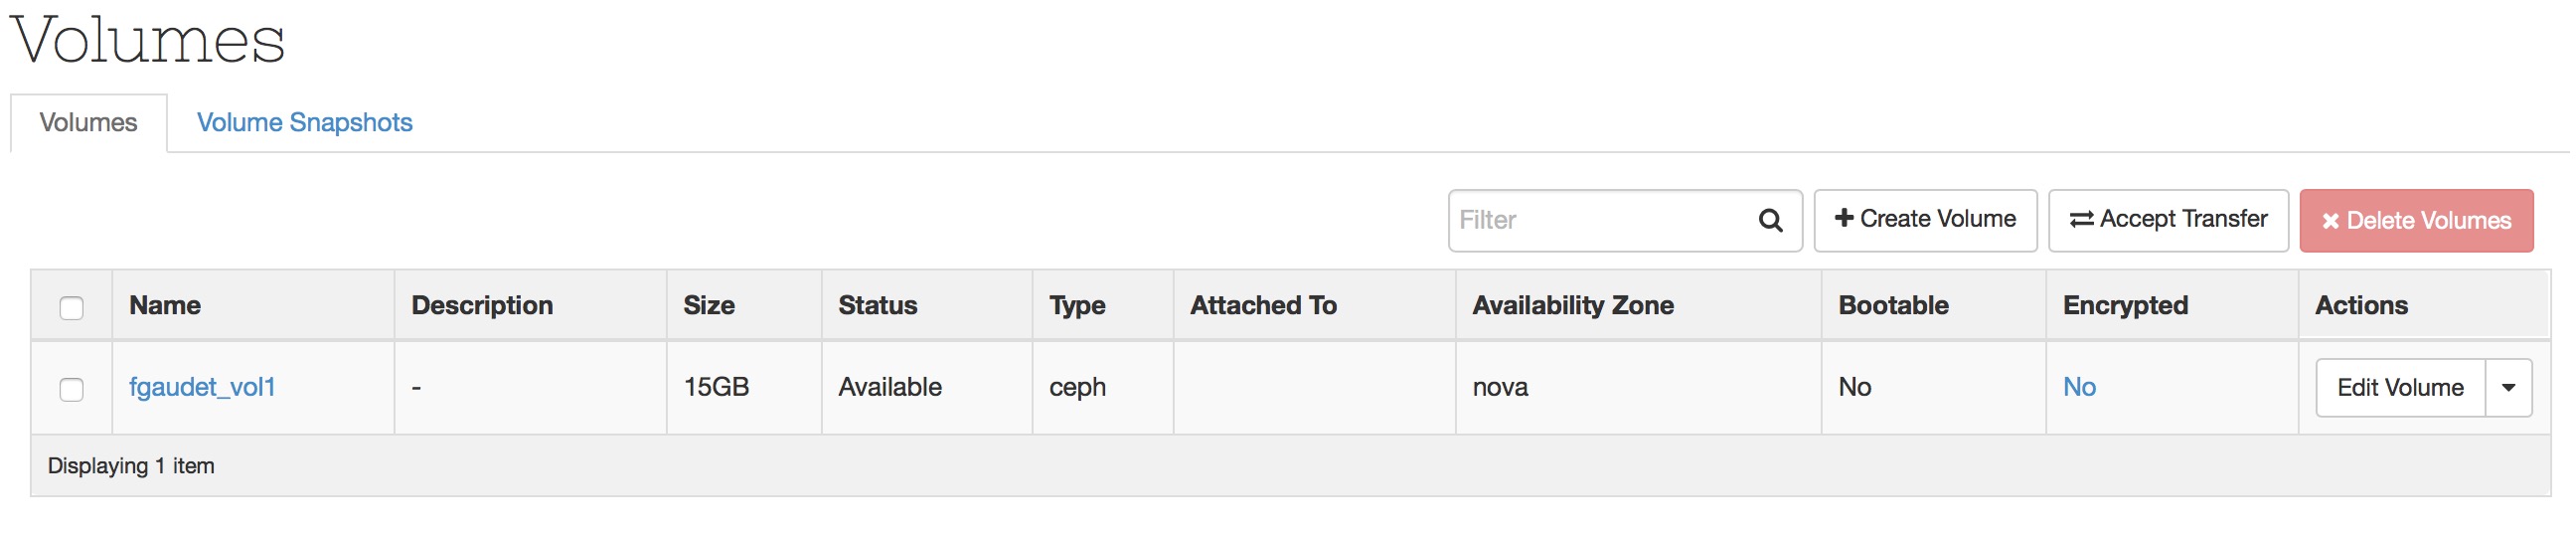 Volumes
Volumes Volume Snapshots
Filter Create Volume Accept Transfer Delete Volumes
Name Description Size Status Type Attached To Availability Zone Bootable Encrypted Actions
fgaudet_vol1 - 15GB Available ceph nova No No Edit Volume
Displaying 1 item